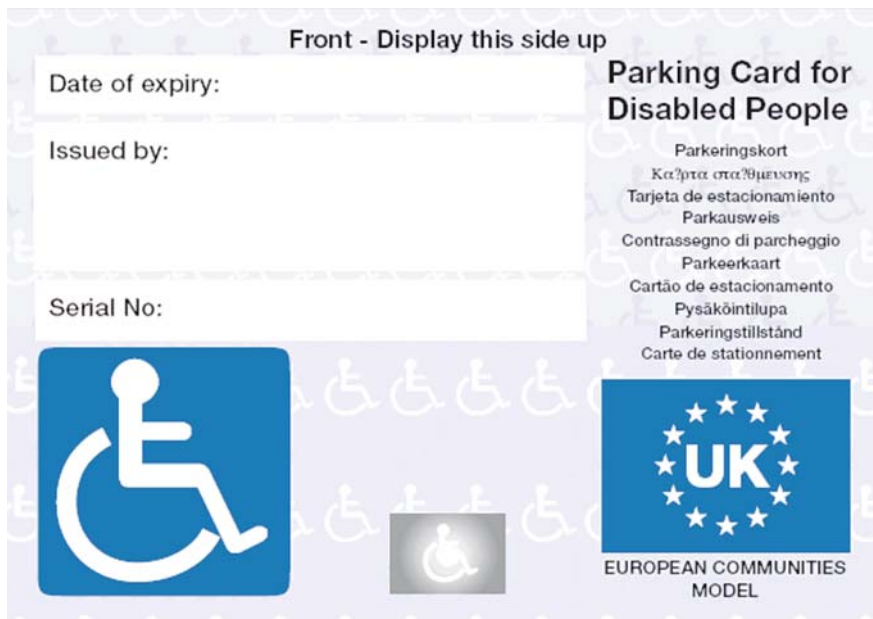 Front - Display this side up
Date of expiry:
Issued by:
Serial No:
Parking Card for
Disabled People
Parkeringskort
Κα?ρτα στα?θμευσης
Tarjeta de estacionamiento
Parkausweis
Contrassegno di parcheggio
Parkeerkaart
Cartão de estacionamento
Pysäköintilupa
Parkeringstillstånd
Carte de stationnement
UK
EUROPEAN COMMUNITIES
MODEL